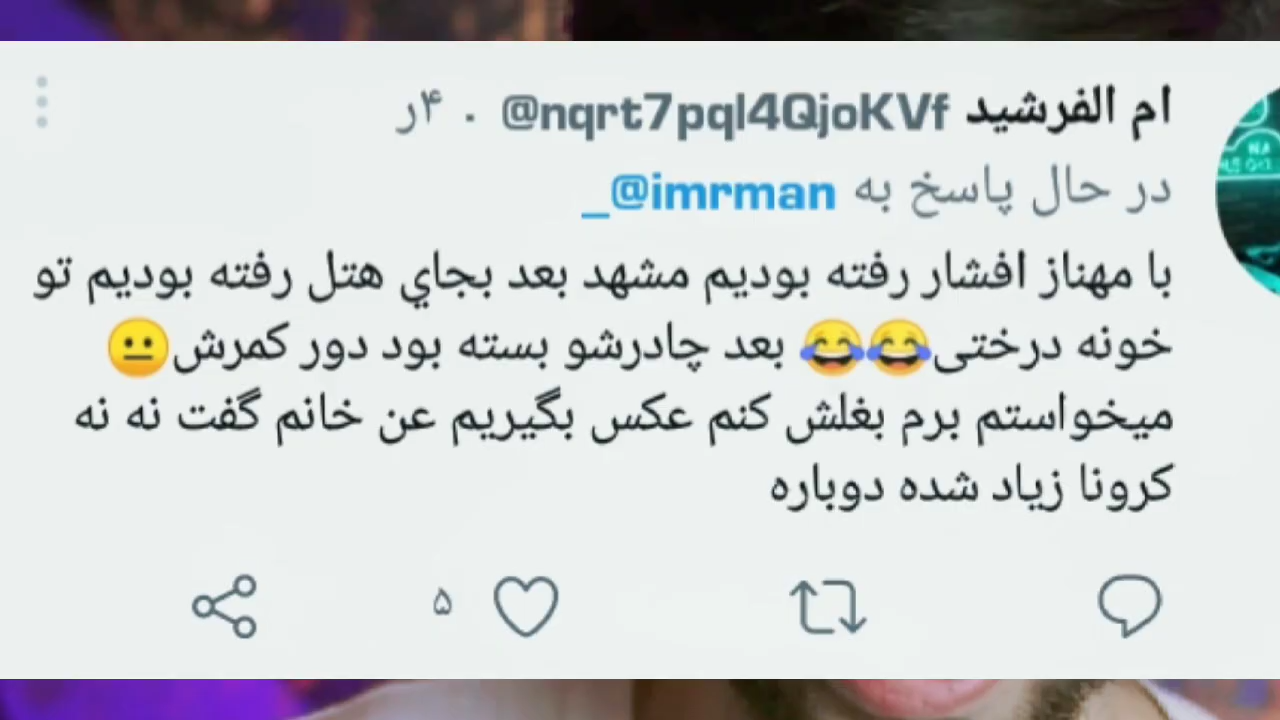 ام الفرشید @nqrt7pql4QjoKVf . ۴ر
در حال پاسخ به @imrman_
با مهناز افشار رفته بودیم مشهد بعد بجاي هتل رفته بودیم تو
خونه درختی😂😂 بعد چادرشو بسته بود دور کمرش😐
میخواستم برم بغلش کنم عکس بگیریم عن خانم گفت نه نه
کرونا زیاد شده دوباره
۵